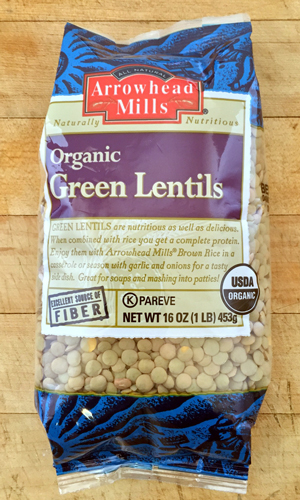 ALL NATURAL
Arrowhead
Mills®
Naturally Nutritious
Organic
Green Lentils
GREEN LENTILS are nutritious as well as delicious.
When combined with rice you get a complete protein.
Enjoy them with Arrowhead Mills® Brown Rice in a
casserole or season with garlic and onions for a tasty
side dish. Great for soups and mashing into patties!
USDA
ORGANIC
EXCELLENT SOURCE OF
FIBER
K PAREVE
NET WT 16 OZ (1 LB) 453g